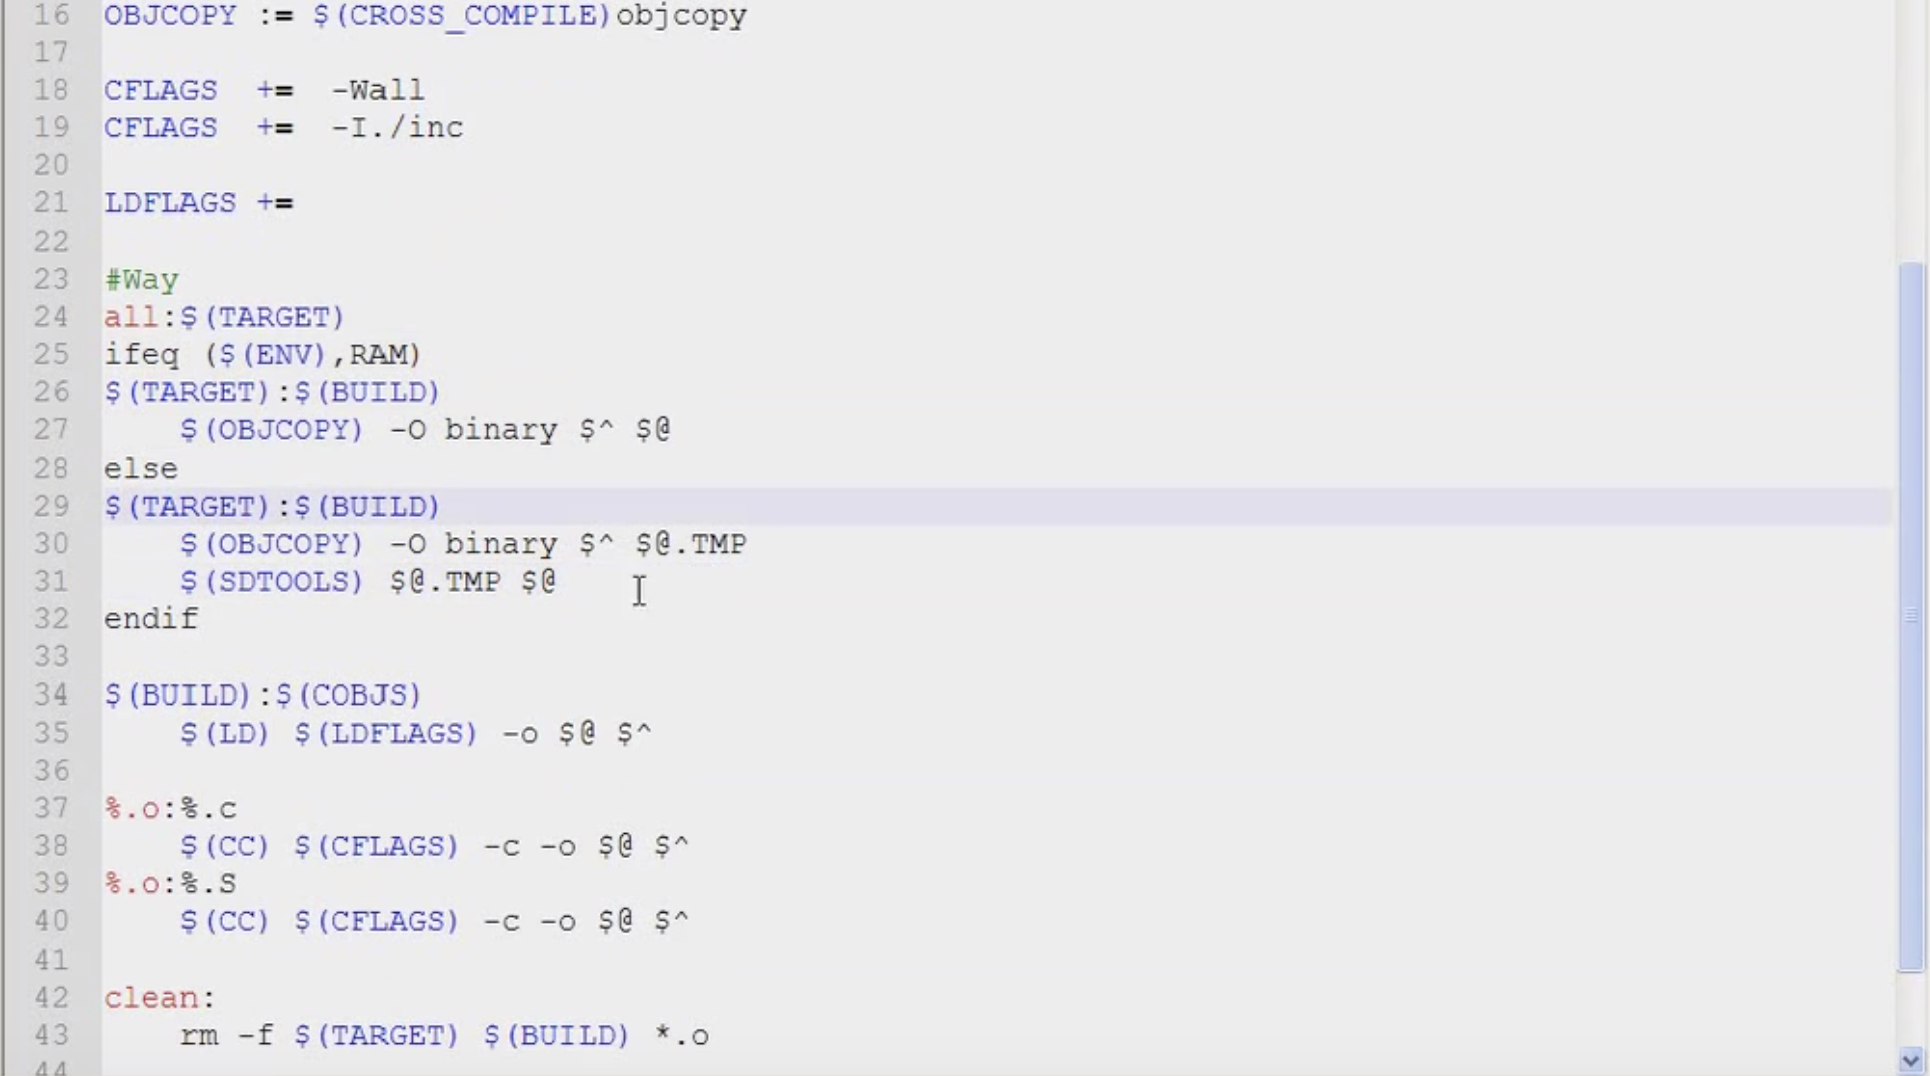 16 OBJCOPY := $(CROSS_COMPILE)objcopy
17
18 CFLAGS  +=  -Wall
19 CFLAGS  +=  -I./inc
20
21 LDFLAGS +=
22
23 #Way
24 all:$(TARGET)
25 ifeq ($(ENV),RAM)
26 $(TARGET):$(BUILD)
27     $(OBJCOPY) -O binary $^ $@
28 else
29 $(TARGET):$(BUILD)
30     $(OBJCOPY) -O binary $^ $@.TMP
31     $(SDTOOLS) $@.TMP $@
32 endif
33
34 $(BUILD):$(COBJS)
35     $(LD) $(LDFLAGS) -o $@ $^
36
37 %.o:%.c
38     $(CC) $(CFLAGS) -c -o $@ $^
39 %.o:%.S
40     $(CC) $(CFLAGS) -c -o $@ $^
41
42 clean:
43     rm -f $(TARGET) $(BUILD) *.o
44